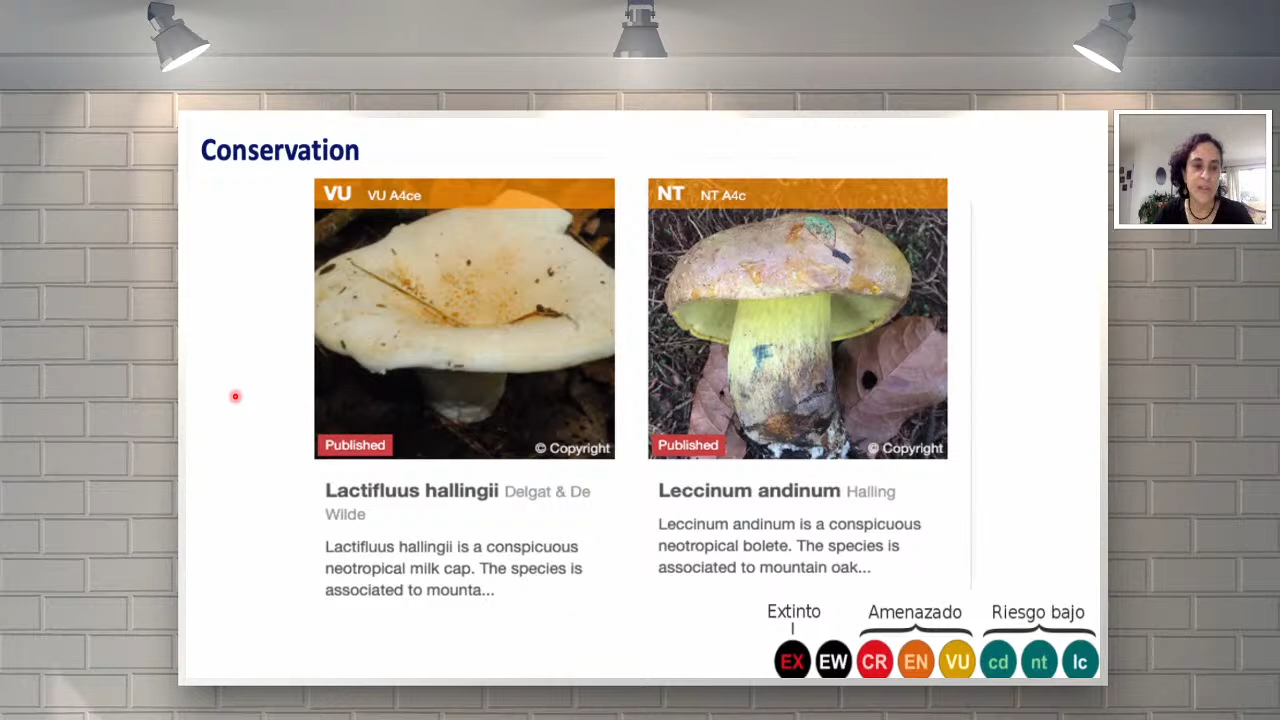 Conservation
VU VU A4ce
Published
© Copyright
Lactifluus hallingii Delgat & De
Wilde
Lactifluus hallingii is a conspicuous
neotropical milk cap. The species is
associated to mounta...
NT NT A4c
Published
© Copyright
Leccinum andinum Halling
Leccinum andinum is a conspicuous
neotropical bolete. The species is
associated to mountain oak...
Extinto Amenazado Riesgo bajo
EX EW CR EN VU cd nt lc